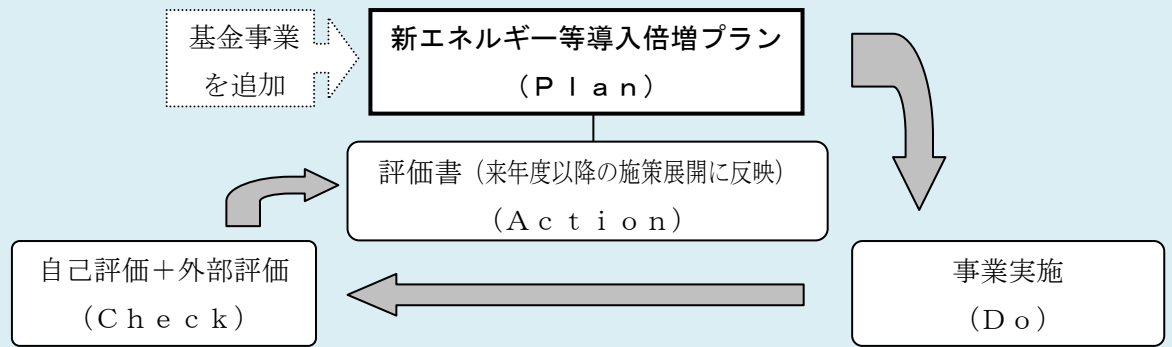 基金事業
を追加
新エネルギー等導入倍増プラン
（Ｐｌａｎ）
評価書（来年度以降の施策展開に反映）
（Ａｃｔｉｏｎ）
自己評価＋外部評価
（Ｃｈｅｃｋ）
事業実施
（Ｄｏ）